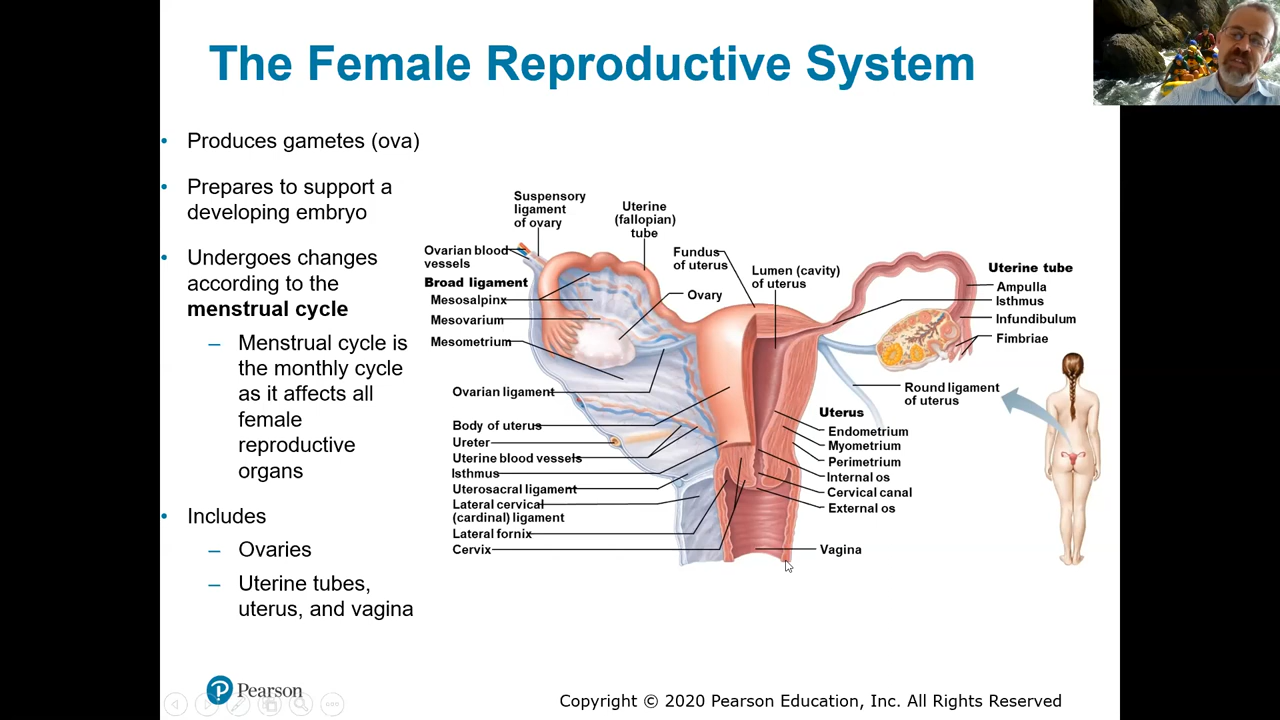 The Female Reproductive System
• Produces gametes (ova)
• Prepares to support a
developing embryo
• Undergoes changes
according to the
menstrual cycle
– Menstrual cycle is
the monthly cycle
as it affects all
female
reproductive
organs
• Includes
– Ovaries
– Uterine tubes,
uterus, and vagina
Suspensory
ligament
of ovary
Uterine
(fallopian)
tube
Ovarian blood
vessels
Broad ligament
Mesosalpinx
Mesovarium
Mesometrium
Ovarian ligament
Body of uterus
Ureter
Uterine blood vessels
Isthmus
Uterosacral ligament
Lateral cervical
(cardinal) ligament
Lateral fornix
Cervix
Fundus
of uterus
Ovary
Lumen (cavity)
of uterus
Uterine tube
Ampulla
Isthmus
Infundibulum
Fimbriae
Round ligament
of uterus
Uterus
Endometrium
Myometrium
Perimetrium
Internal os
Cervical canal
External os
Vagina
Pearson
Copyright © 2020 Pearson Education, Inc. All Rights Reserved